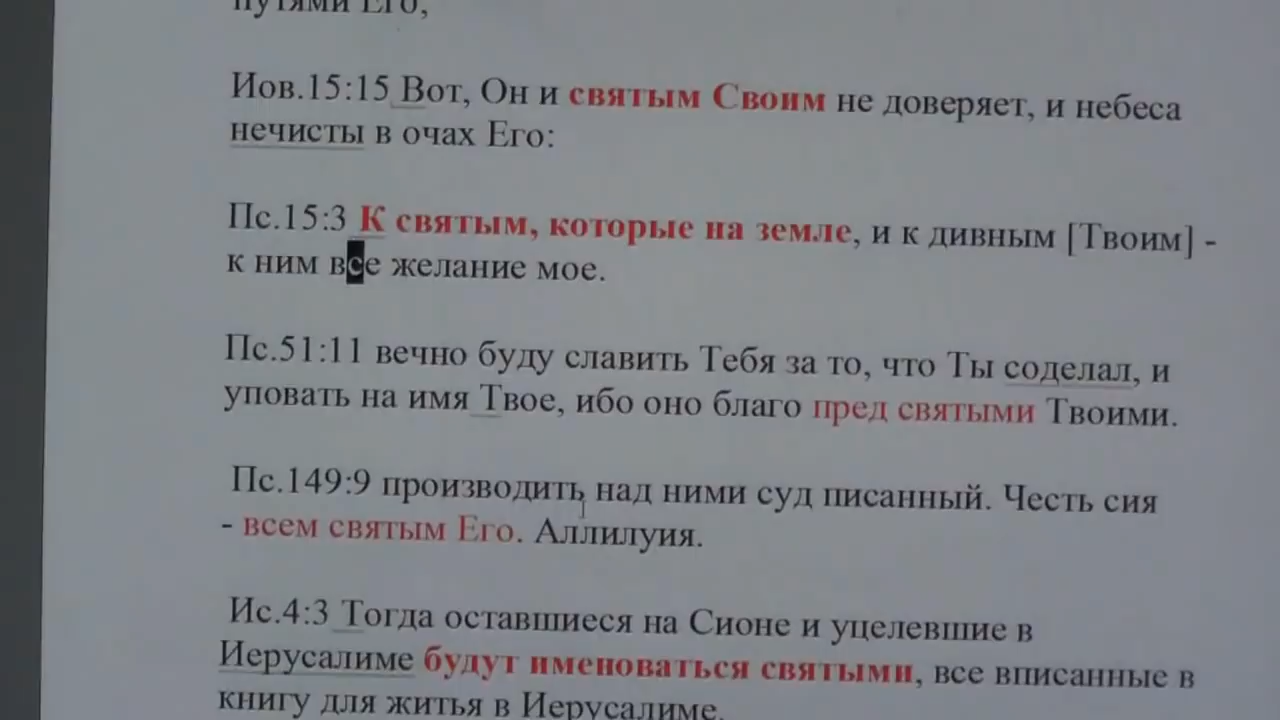 путями Его,
Иов.15:15 Вот, Он и святым Своим не доверяет, и небеса
нечисты в очах Его:
Пс.15:3 К святым, которые на земле, и к дивным [Твоим] -
к ним все желание мое.
Пс.51:11 вечно буду славить Тебя за то, что Ты соделал, и
уповать на имя Твое, ибо оно благо пред святыми Твоими.
Пс.149:9 производить над ними суд писанный. Честь сия
- всем святым Его. Аллилуия.
Ис.4:3 Тогда оставшиеся на Сионе и уцелевшие в
Иерусалиме будут именоваться святыми, все вписанные в
книгу для житья в Иерусалиме.